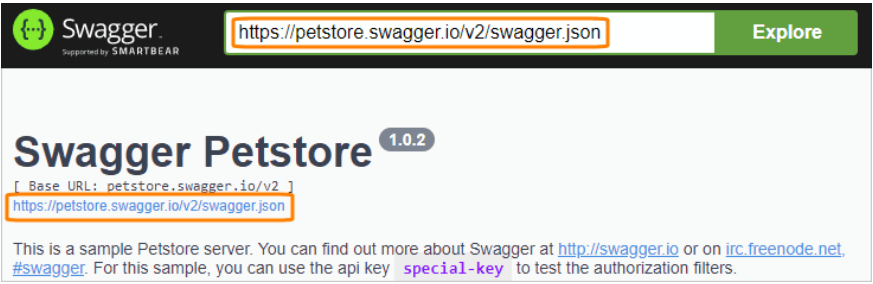 {···} Swagger.
Supported by SMARTBEAR
https://petstore.swagger.io/v2/swagger.json
Explore
Swagger Petstore 1.0.2
[ Base URL: petstore.swagger.io/v2 ]
https://petstore.swagger.io/v2/swagger.json
This is a sample Petstore server. You can find out more about Swagger at http://swagger.io or on irc.freenode.net,
#swagger. For this sample, you can use the api key special-key to test the authorization filters.